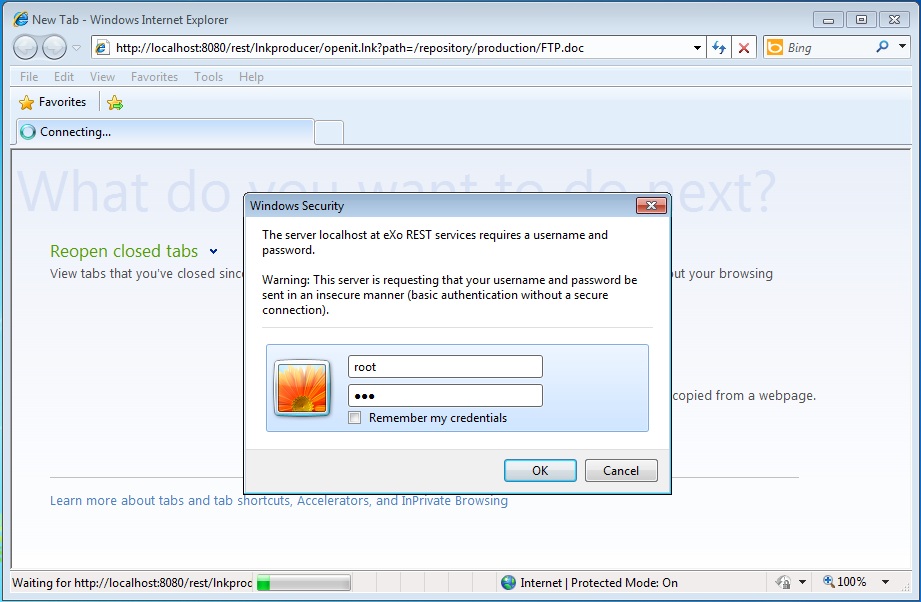 New Tab - Windows Internet Explorer
http://localhost:8080/rest/lnkproducer/openit.lnk?path=/repository/production/FTP.doc
Bing
File Edit View Favorites Tools Help
Favorites
Connecting...
What do you want to do next?
Windows Security
The server localhost at eXo REST services requires a username and
password.
Reopen closed tabs
View tabs that you've closed since
out your browsing
Warning: This server is requesting that your username and password be
sent in an insecure manner (basic authentication without a secure
connection).
root
copied from a webpage.
Remember my credentials
OK Cancel
Learn more about tabs and tab shortcuts, Accelerators, and InPrivate Browsing
Waiting for http://localhost:8080/rest/lnkproc
Internet | Protected Mode: On
100%